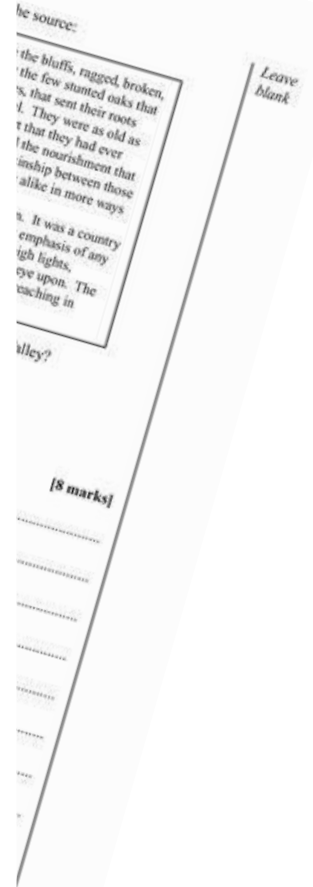 he source:
the bluffs, ragged, broken,
the few stunted oaks that
s, that sent their roots
l. They were as old as
t that they had ever
the nourishment that
inship between those
alike in more ways
n. It was a country
emphasis of any
igh lights,
eye upon. The
eaching in
alley?
[8 marks]
Leave
blank